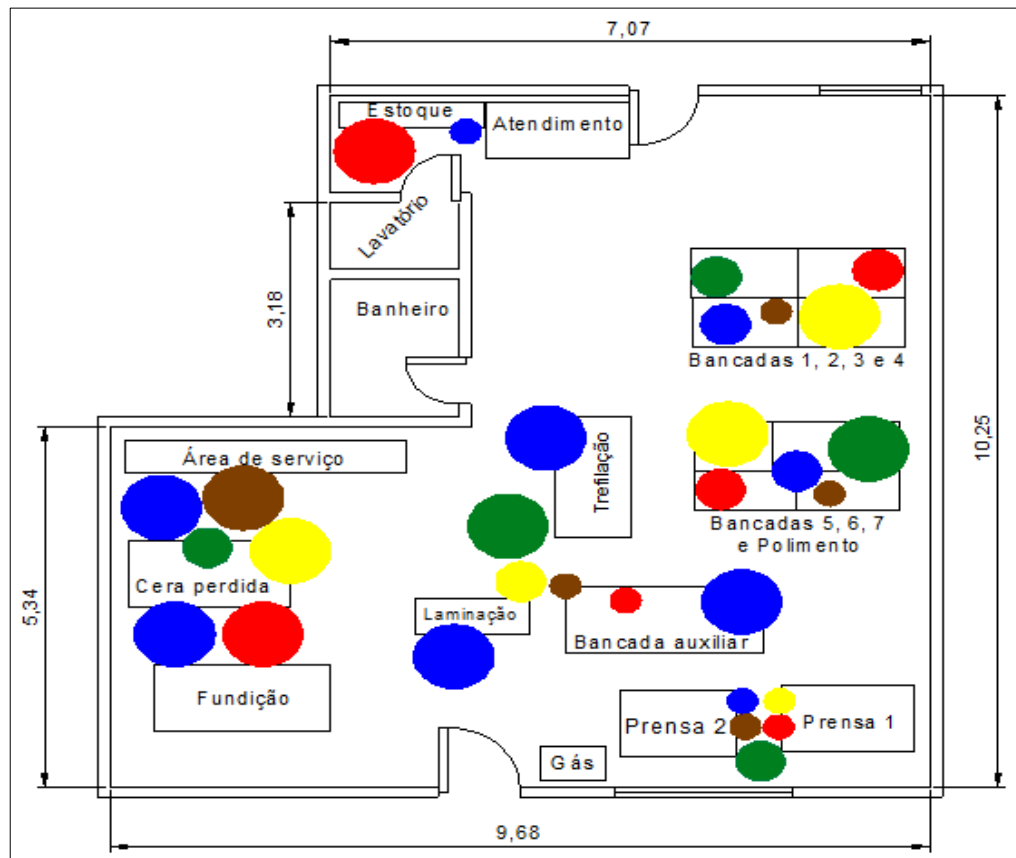 7,07
Estoque
Atendimento
Lavatório
3,18
Banheiro
Bancadas 1, 2, 3 e 4
10,25
Área de serviço
Trefilação
Bancadas 5, 6, 7
e Polimento
Cera perdida
5,34
Laminação
Bancada auxiliar
Fundição
Prensa 2
Prensa 1
Gás
9,68